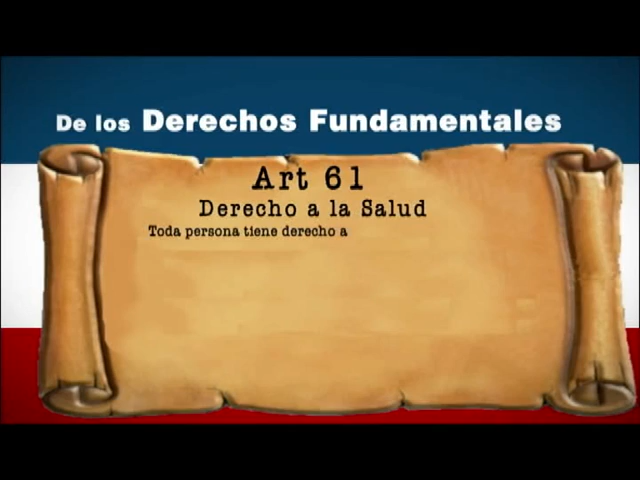 De los Derechos Fundamentales
Art 61
Derecho a la Salud
Toda persona tiene derecho a